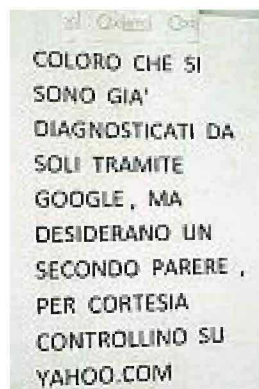 COLORO CHE SI
SONO GIA'
DIAGNOSTICATI DA
SOLI TRAMITE
GOOGLE, MA
DESIDERANO UN
SECONDO PARERE ,
PER CORTESIA
CONTROLLINO SU
YAHOO.COM